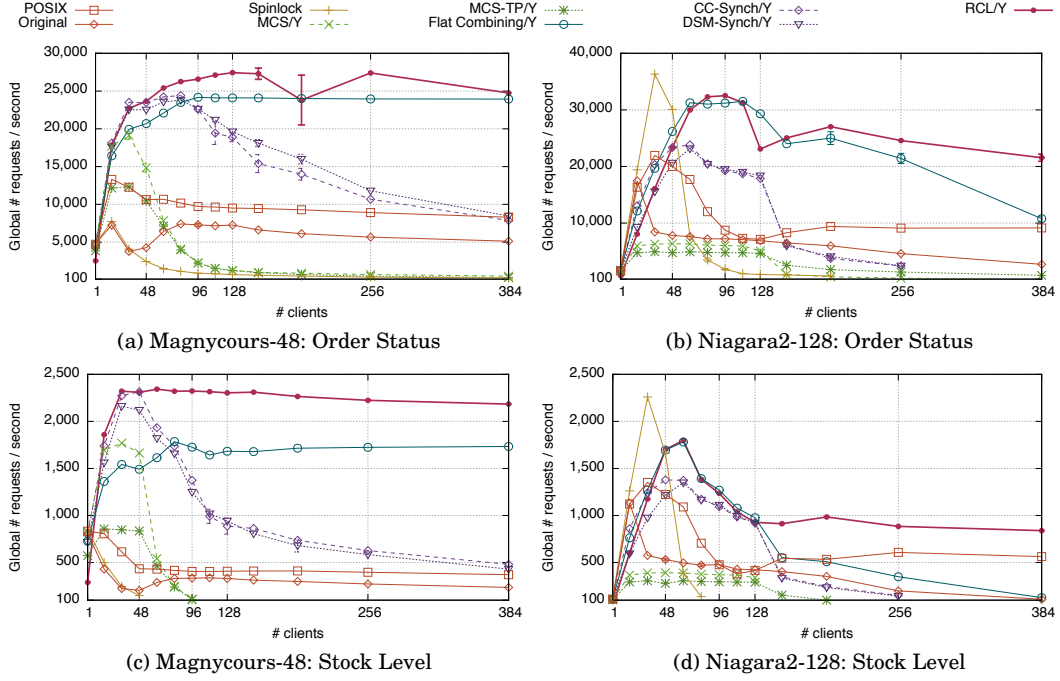 POSIX Spinlock MCS-TP/Y CC-Synch/Y RCL/Y
Original MCS/Y Flat Combining/Y DSM-Synch/Y
Global # requests / second
30,000
25,000
20,000
15,000
10,000
5,000
100
1 48 96 128 256 384
# clients
(a) Magnycours-48: Order Status
Global # requests / second
40,000
30,000
20,000
10,000
100
1 48 96 128 256 384
# clients
(b) Niagara2-128: Order Status
Global # requests / second
2,500
2,000
1,500
1,000
500
100
1 48 96 128 256 384
# clients
(c) Magnycours-48: Stock Level
Global # requests / second
2,500
2,000
1,500
1,000
500
100
1 48 96 128 256 384
# clients
(d) Niagara2-128: Stock Level